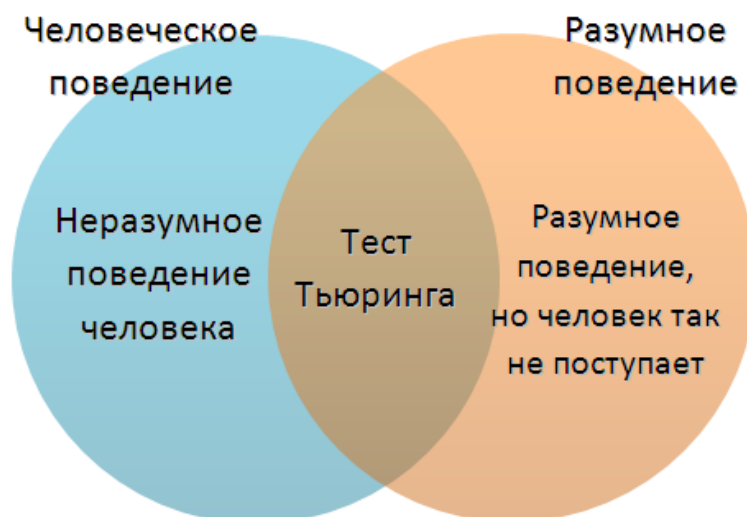 Человеческое
поведение
Разумное
поведение
Неразумное
поведение
человека
Тест
Тьюринга
Разумное
поведение,
но человек так
не поступает